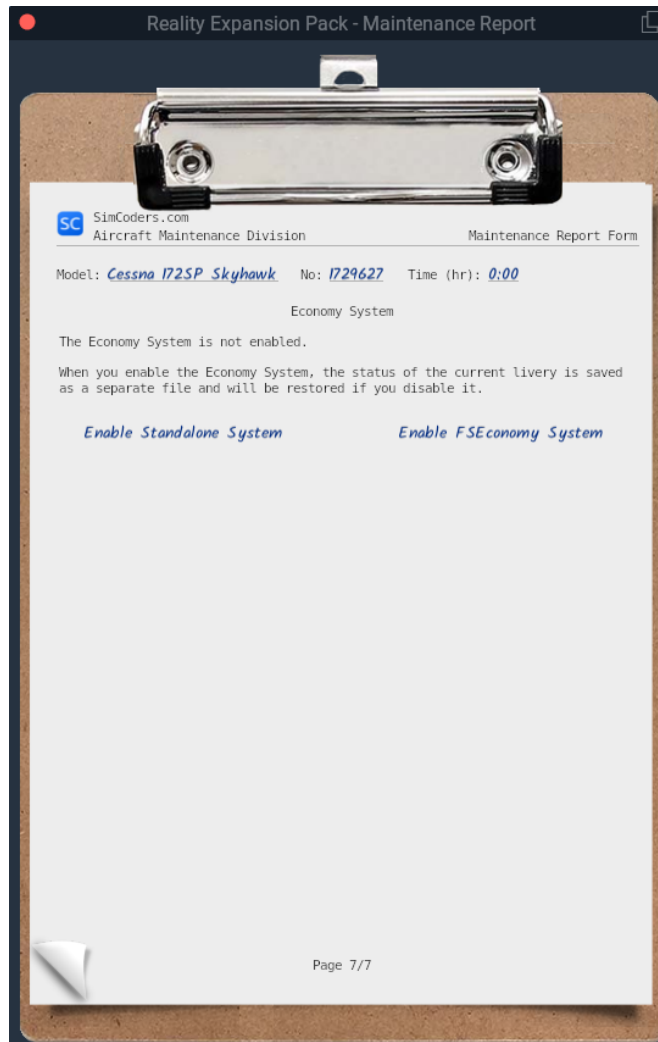 Reality Expansion Pack - Maintenance Report
SC
SimCoders.com
Aircraft Maintenance Division
Maintenance Report Form
Model: Cessna 172SP Skyhawk No: 1729627 Time (hr): 0:00
Economy System
The Economy System is not enabled.
When you enable the Economy System, the status of the current livery is saved
as a separate file and will be restored if you disable it.
Enable Standalone System Enable FSEconomy System
Page 7/7